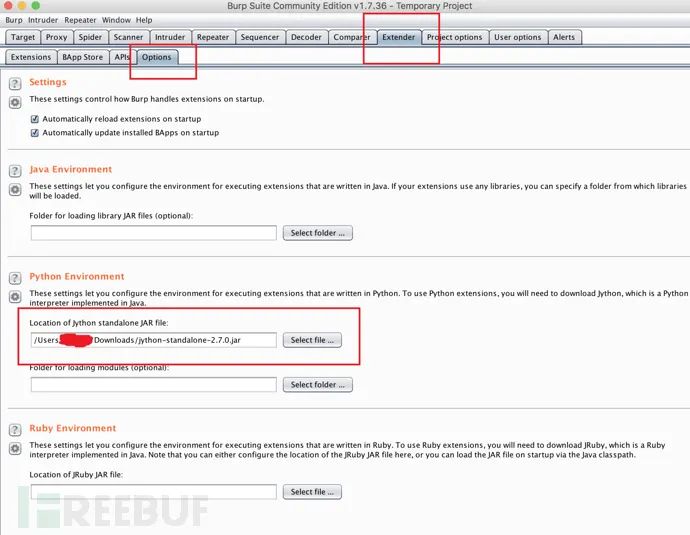 Burp Suite Community Edition v1.7.36 - Temporary Project
Burp Intruder Repeater Window Help
Target Proxy Spider Scanner Intruder Repeater Sequencer Decoder Comparer Extender Project options User options Alerts
Extensions BApp Store APIs Options
? Settings
These settings control how Burp handles extensions on startup.
Automatically reload extensions on startup
Automatically update installed BApps on startup
? Java Environment
These settings let you configure the environment for executing extensions that are written in Java. If your extensions use any libraries, you can specify a folder from which libraries
will be loaded.
Folder for loading library JAR files (optional):
Select folder ...
? Python Environment
These settings let you configure the environment for executing extensions that are written in Python. To use Python extensions, you will need to download Jython, which is a Python
interpreter implemented in Java.
Location of Jython standalone JAR file:
/Users/ /Downloads/jython-standalone-2.7.0.jar Select file ...
Folder for loading modules (optional):
Select folder ...
? Ruby Environment
These settings let you configure the environment for executing extensions that are written in Ruby. To use Ruby extensions, you will need to download JRuby, which is a Ruby
interpreter implemented in Java. Note that you can either configure the location of the JRuby JAR file here, or you can load the JAR file on startup via the Java classpath.
Location of JRuby JAR file:
Select file ...
FREEBUF